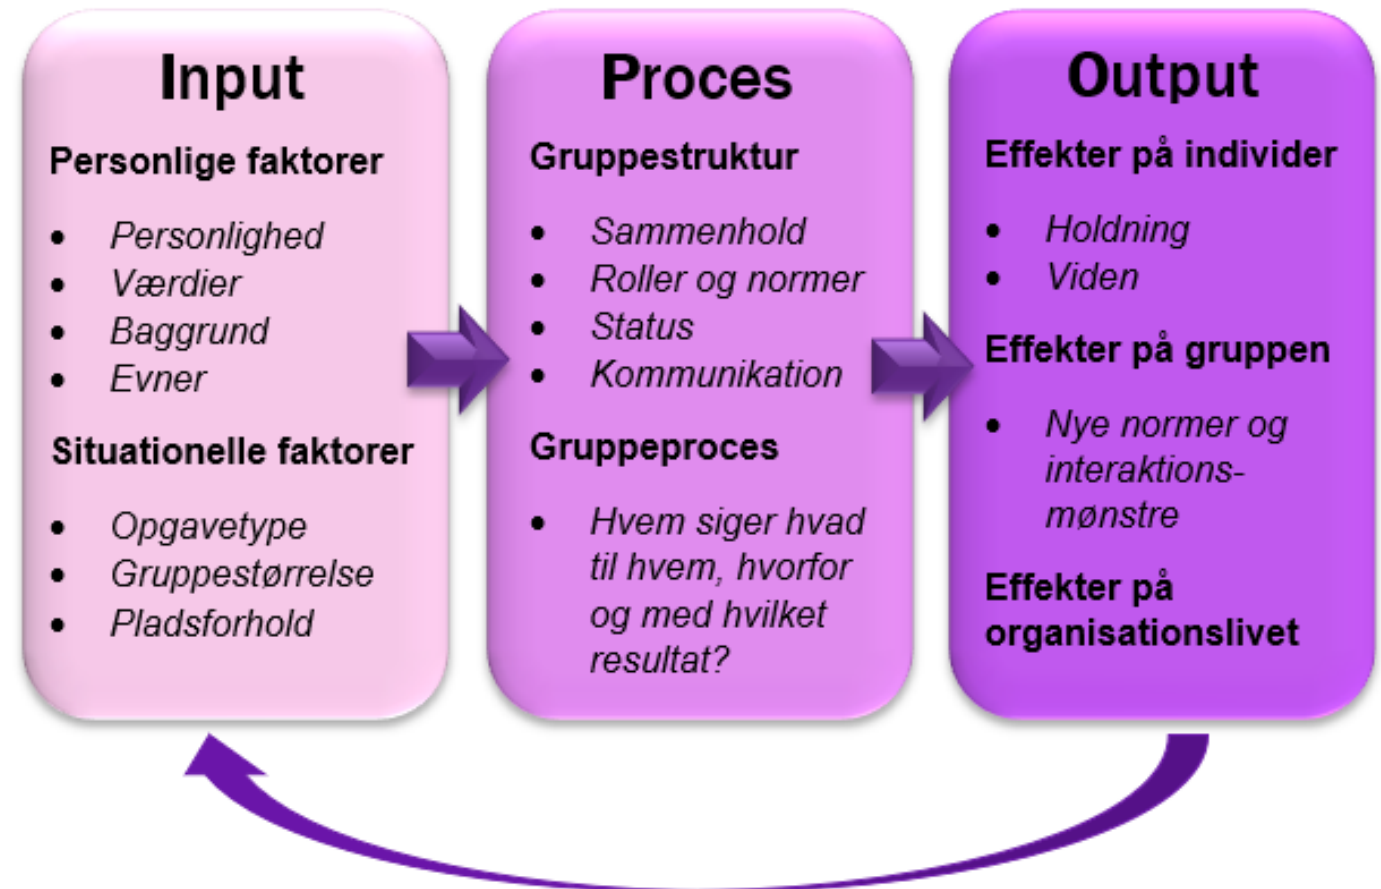 Input
Personlige faktorer
• Personlighed
• Værdier
• Baggrund
• Evner
Situationelle faktorer
• Opgavetype
• Gruppestørrelse
• Pladsforhold
Proces
Gruppestruktur
• Sammenhold
• Roller og normer
• Status
• Kommunikation
Gruppeproces
• Hvem siger hvad
til hvem, hvorfor
og med hvilket
resultat?
Output
Effekter på individer
• Holdning
• Viden
Effekter på gruppen
• Nye normer og
interaktions-
mønstre
Effekter på
organisationslivet